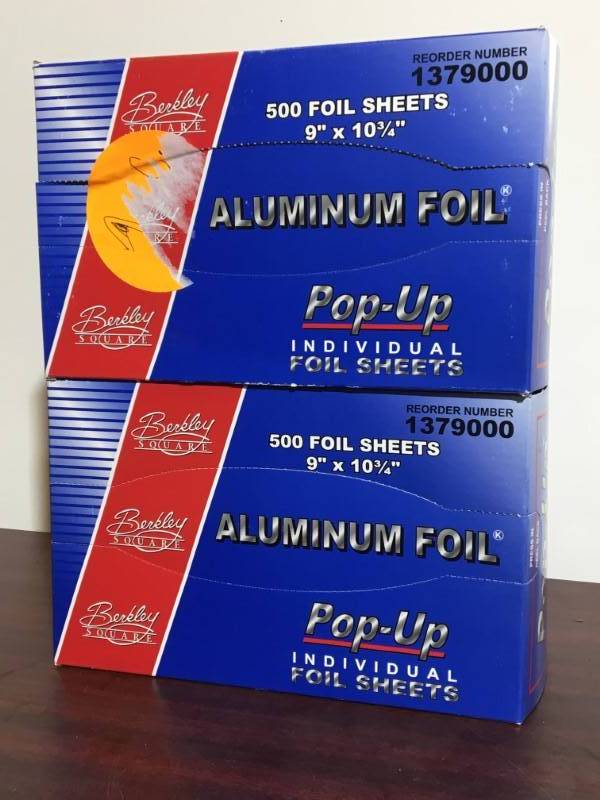 REORDER NUMBER
1379000
Berkley
SQUARE
500 FOIL SHEETS
9" x 10¾"
ALUMINUM FOIL®
kley
RE
Berkley
SQUARE
Pop-Up
INDIVIDUAL
FOIL SHEETS
REORDER NUMBER
1379000
Berkley
SQUARE
500 FOIL SHEETS
9" x 10¾"
Berkley
SQUARE
ALUMINUM FOIL®
Berkley
SQUARE
Pop-Up
INDIVIDUAL
FOIL SHEETS